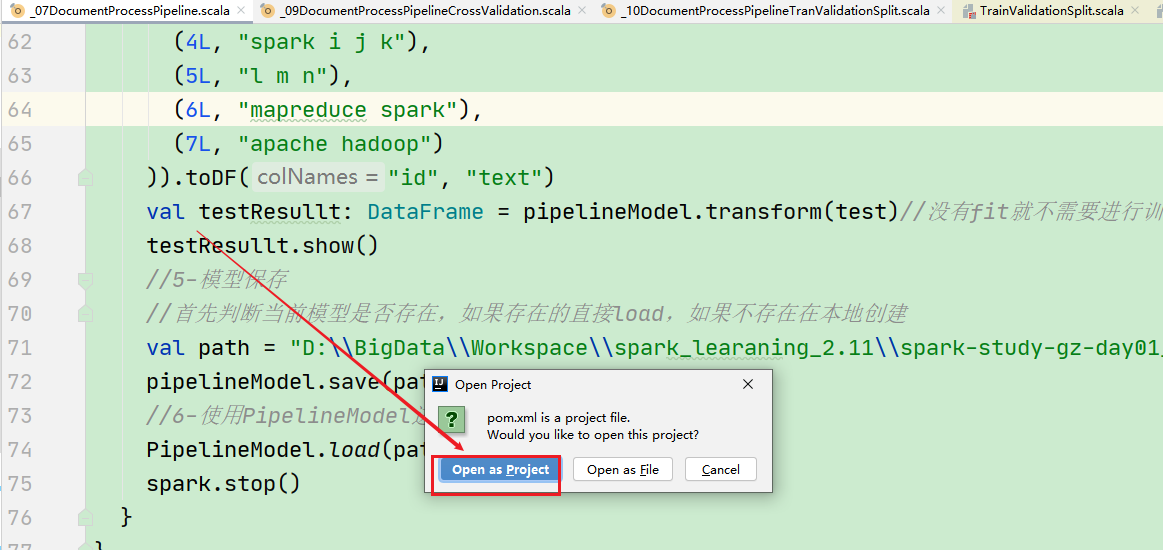 _07DocumentProcessPipeline.scala _09DocumentProcessPipelineCrossValidation.scala _10DocumentProcessPipelineTranValidationSplit.scala TrainValidationSplit.scala
62 (4L, "spark i j k"),
63 (5L, "l m n"),
64 (6L, "mapreduce spark"),
65 (7L, "apache hadoop")
66 )).toDF( colNames = "id", "text")
67 val testResullt: DataFrame = pipelineModel.transform(test)//没有fit就不需要进行训
68 testResullt.show()
69 //5-模型保存
70 //首先判断当前模型是否存在，如果存在的直接load，如果不存在在本地创建
71 val path = "D:\\BigData\\Workspace\\spark_learaning_2.11\\spark-study-gz-day01_
72 pipelineModel.save(pat
73 //6-使用PipelineModel
74 PipelineModel.load(pat
75 spark.stop()
76 }
77 }
Open Project
pom.xml is a project file.
Would you like to open this project?
Open as Project Open as File Cancel